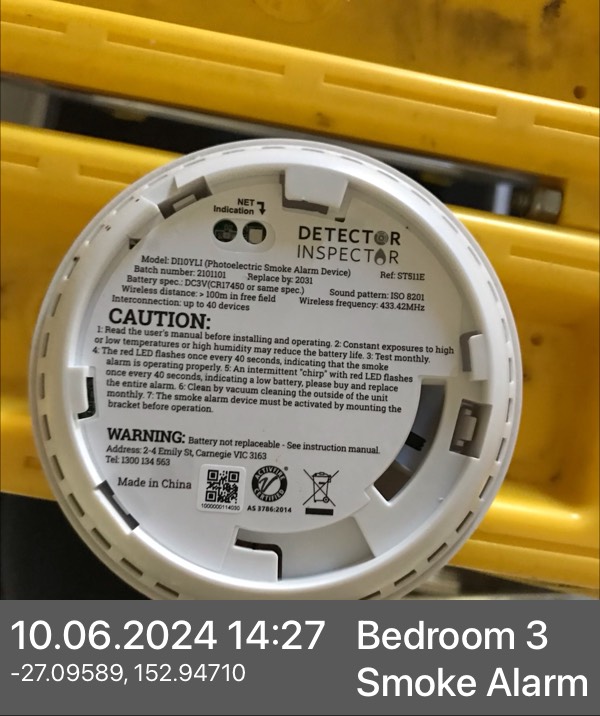 NET
Indication
DETECTOR
INSPECTOR
Model: DI10YLI (Photoelectric Smoke Alarm Device) Ref: ST511E
Batch number: 2101101 Replace by: 2031
Battery spec.: DC3V(CR17450 or same spec.) Sound pattern: ISO 8201
Wireless distance: > 100m in free field Wireless frequency: 433.42MHz
Interconnection: up to 40 devices
CAUTION:
1: Read the user's manual before installing and operating. 2: Constant exposures to high
or low temperatures or high humidity may reduce the battery life. 3: Test monthly.
4: The red LED flashes once every 40 seconds, indicating that the smoke
alarm is operating properly. 5: An intermittent "chirp" with red LED flashes
once every 40 seconds, indicating a low battery, please buy and replace
the entire alarm. 6: Clean by vacuum cleaning the outside of the unit
monthly. 7: The smoke alarm device must be activated by mounting the
bracket before operation.
WARNING: Battery not replaceable - See instruction manual.
Address: 2-4 Emily St, Carnegie VIC 3163
Tel: 1300 134 563
Made in China
1000000114030
ACTIVFIRE
CERTIFIED
AS 3786:2014
10.06.2024 14:27
-27.09589, 152.94710
Bedroom 3
Smoke Alarm